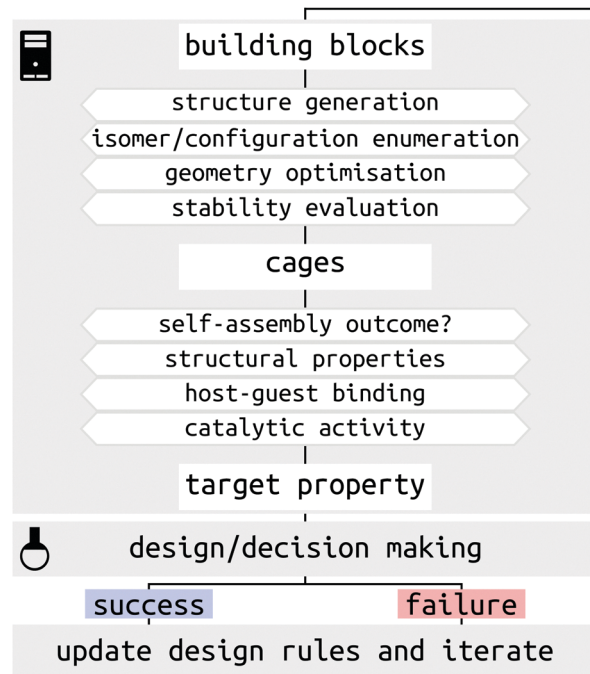 building blocks
structure generation
isomer/configuration enumeration
geometry optimisation
stability evaluation
cages
self-assembly outcome?
structural properties
host-guest binding
catalytic activity
target property
design/decision making
success
failure
update design rules and iterate